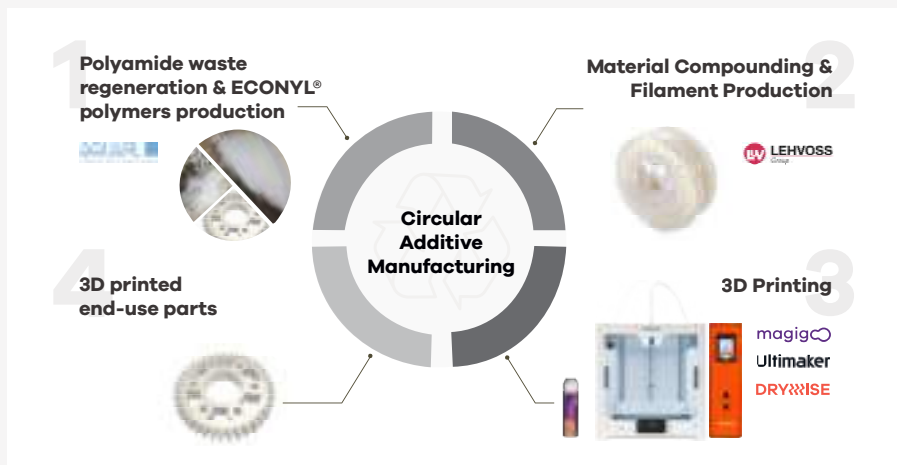 1
Polyamide waste
regeneration & ECONYL®
polymers production
2
Material Compounding &
Filament Production
LEHVOSS
Group
Circular
Additive
Manufacturing
4
3D printed
end-use parts
3
3D Printing
magigoo
Ultimaker
DRYWISE